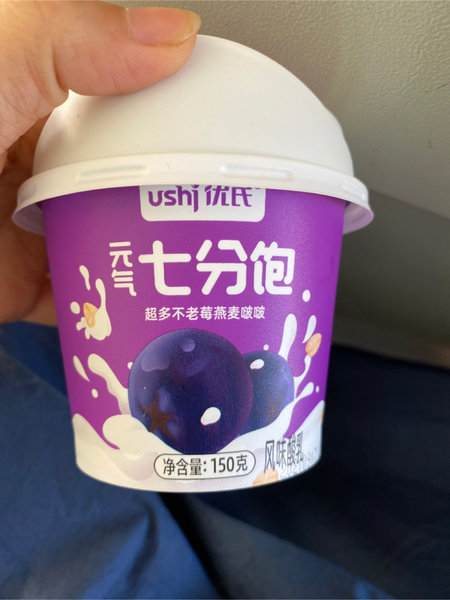 ushi 优氏
元气 七分饱
超多不老莓燕麦啵啵
净含量: 150克
风味酸乳